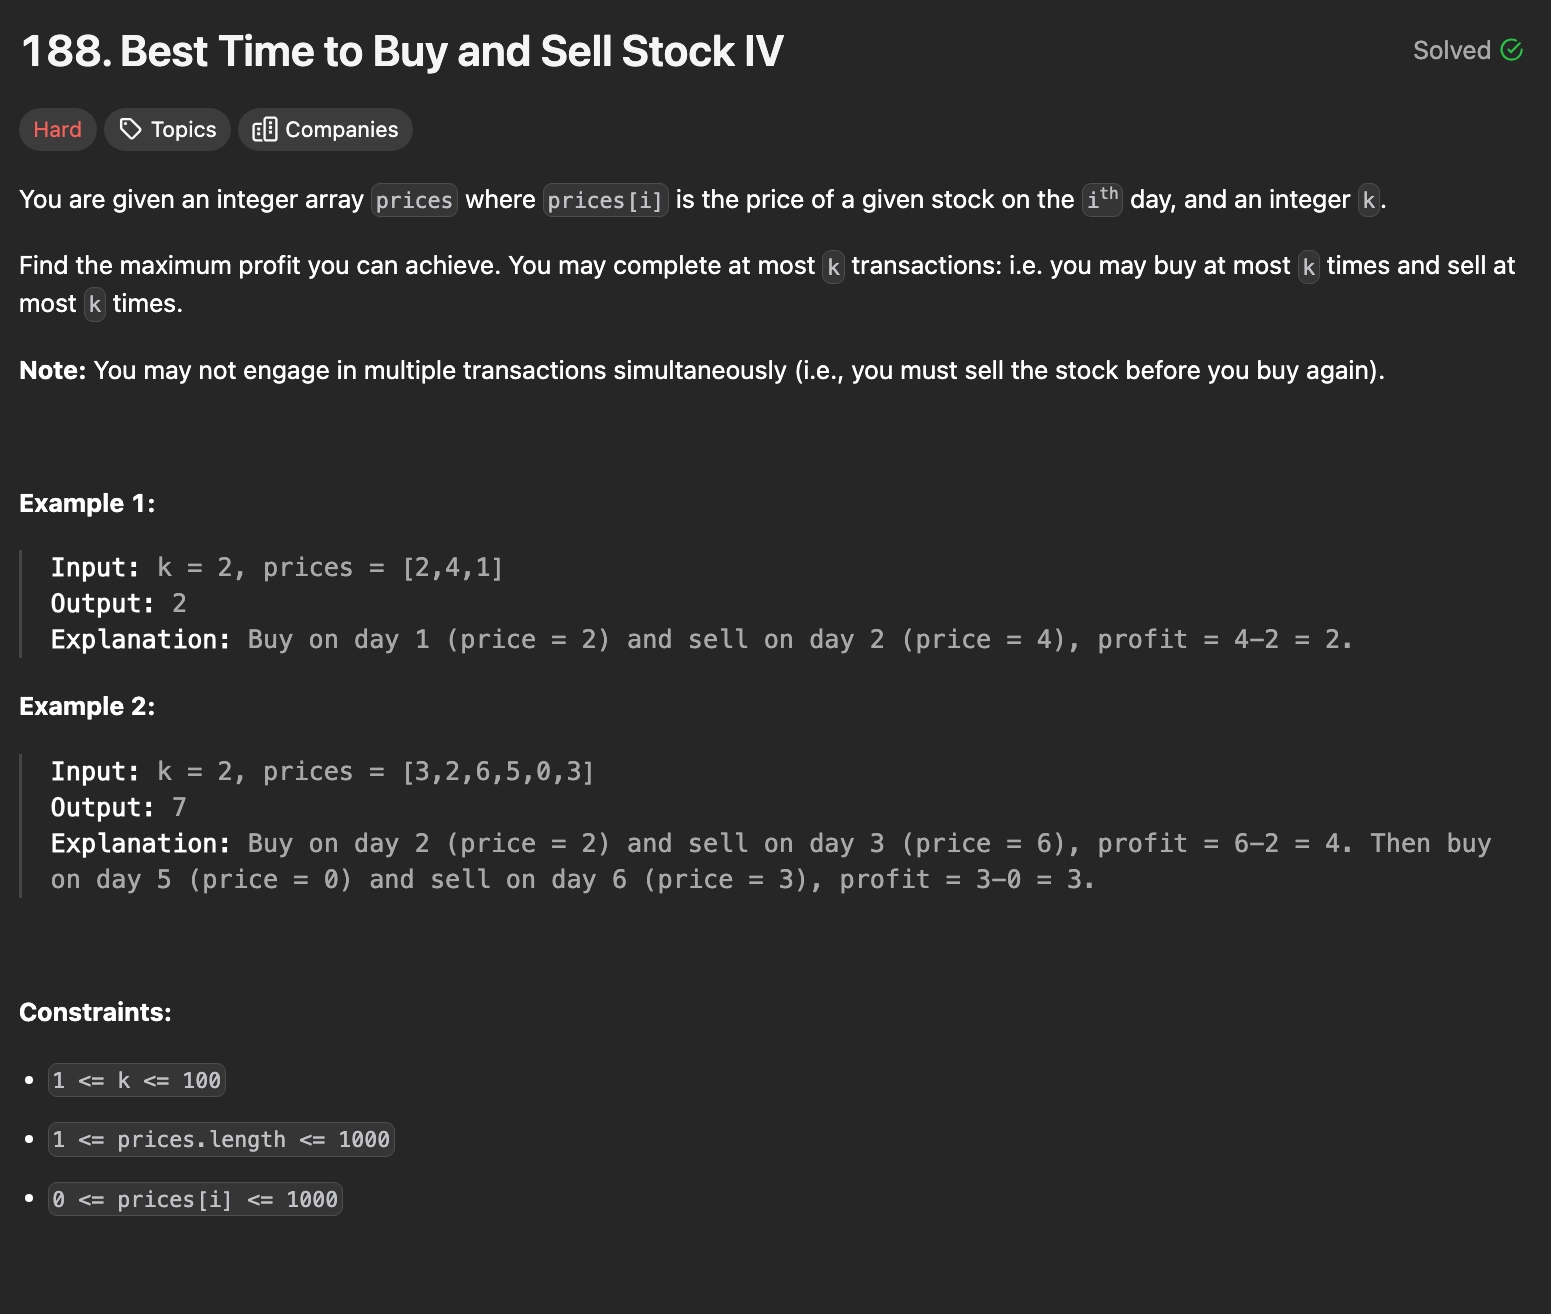 188. Best Time to Buy and Sell Stock IV
Solved
Hard
Topics
Companies
You are given an integer array prices where prices[i] is the price of a given stock on the ith day, and an integer k.
Find the maximum profit you can achieve. You may complete at most k transactions: i.e. you may buy at most k times and sell at
most k times.
Note: You may not engage in multiple transactions simultaneously (i.e., you must sell the stock before you buy again).
Example 1:
Input: k = 2, prices = [2,4,1]
Output: 2
Explanation: Buy on day 1 (price = 2) and sell on day 2 (price = 4), profit = 4-2 = 2.
Example 2:
Input: k = 2, prices = [3,2,6,5,0,3]
Output: 7
Explanation: Buy on day 2 (price = 2) and sell on day 3 (price = 6), profit = 6-2 = 4. Then buy
on day 5 (price = 0) and sell on day 6 (price = 3), profit = 3-0 = 3.
Constraints:
1 <= k <= 100
1 <= prices.length <= 1000
0 <= prices[i] <= 1000